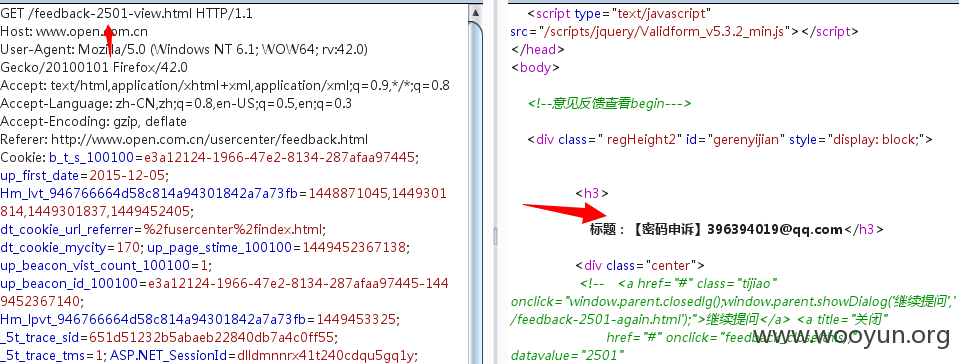 GET /feedback-2501-view.html HTTP/1.1
Host: www.open.com.cn
User-Agent: Mozilla/5.0 (Windows NT 6.1; WOW64; rv:42.0)
Gecko/20100101 Firefox/42.0
Accept: text/html,application/xhtml+xml,application/xml;q=0.9,*/*;q=0.8
Accept-Language: zh-CN,zh;q=0.8,en-US;q=0.5,en;q=0.3
Accept-Encoding: gzip, deflate
Referer: http://www.open.com.cn/usercenter/feedback.html
Cookie: b_t_s_100100=e3a12124-1966-47e2-8134-287afaa97445;
up_first_date=2015-12-05;
Hm_lvt_946766664d58c814a94301842a7a73fb=1448871045,1449301
814,1449301837,1449452405;
dt_cookie_url_referrer=%2fusercenter%2findex.html;
dt_cookie_mycity=170; up_page_stime_100100=1449452367138;
up_beacon_vist_count_100100=1;
up_beacon_id_100100=e3a12124-1966-47e2-8134-287afaa97445-144
9452367140;
Hm_lpvt_946766664d58c814a94301842a7a73fb=1449453325;
_5t_trace_sid=651d51232b5abaeb22840db7a4c0ff55;
_5t_trace_tms=1; ASP.NET_SessionId=dlldmnnrx41t240cdqu5gq1y;
<script type="text/javascript"
src="/scripts/jquery/Validform_v5.3.2_min.js"></script>
</head>
<body>
<!--意见反馈查看begin--->
<div class=" regHeight2" id="gerenyijian" style="display: block;">
<h3>
标题：【密码申诉】396394019@qq.com</h3>
<div class="center">
<!-- <a href="#" class="tijiao"
onclick="window.parent.closedlg();window.parent.showDialog('继续提问','
/feedback-2501-again.html');">继续提问</a> <a title="关闭"
href="#" onclick="feedback_closethis()"
datavalue="2501"
www.wooyun.org